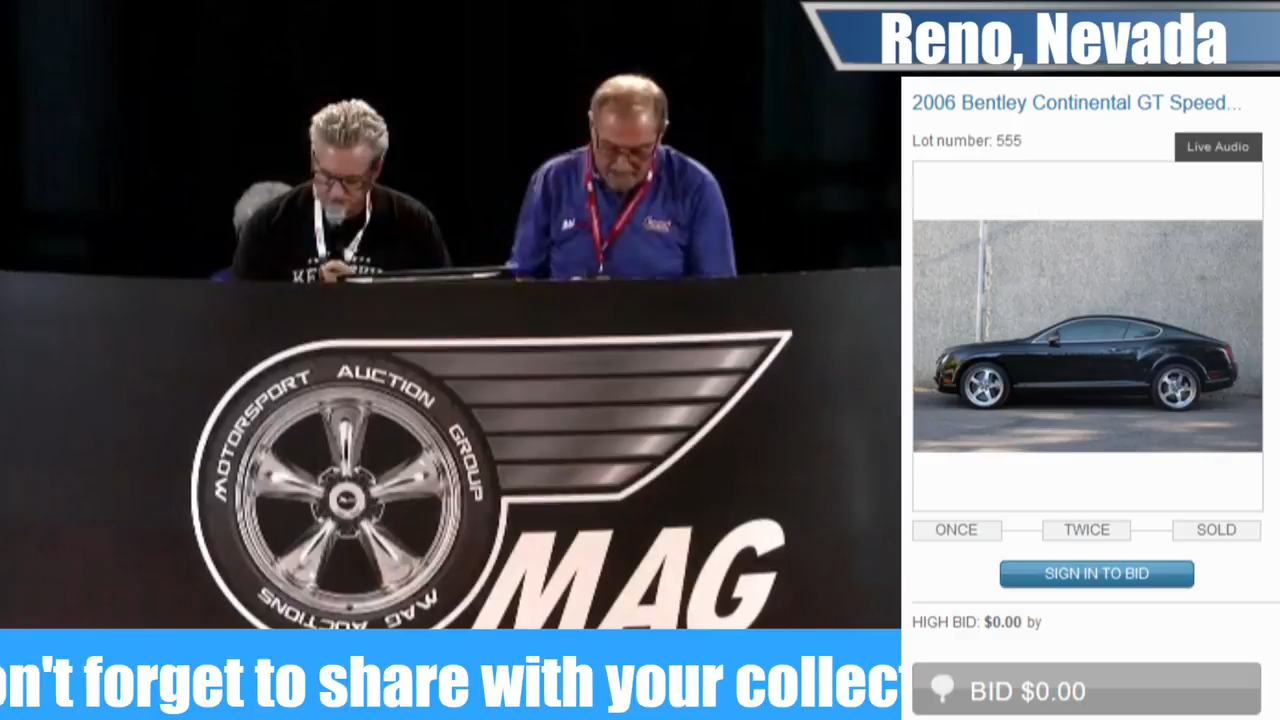 Reno, Nevada
2006 Bentley Continental GT Speed...
Lot number: 555
Live Audio
MOTORSPORT AUCTION GROUP
MAG AUCTIONS
MAG
ONCE
TWICE
SOLD
SIGN IN TO BID
HIGH BID: $0.00 by
BID $0.00
on't forget to share with your collect